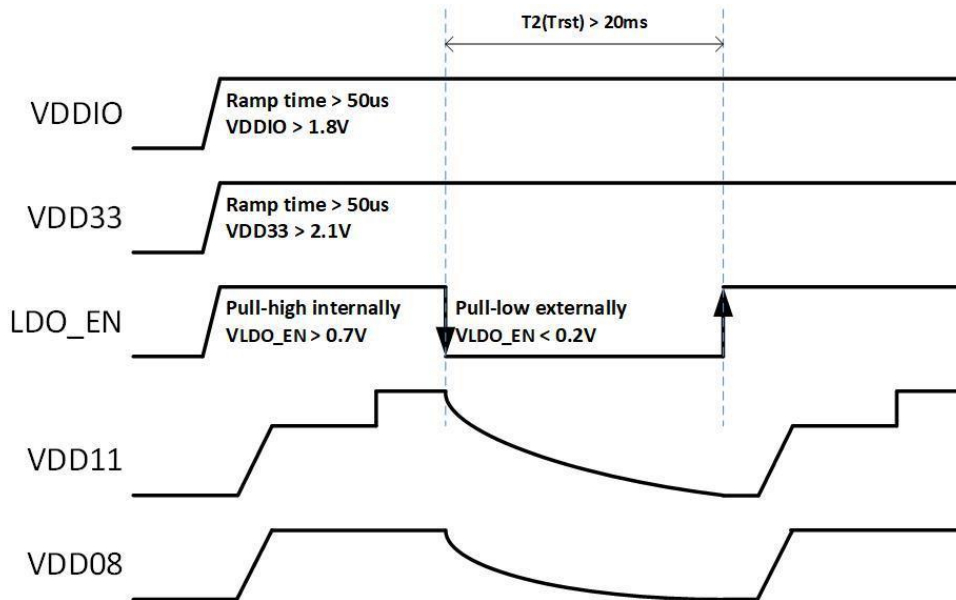 T2(Trst) > 20ms
VDDIO
Ramp time > 50us
VDDIO > 1.8V
VDD33
Ramp time > 50us
VDD33 > 2.1V
LDO_EN
Pull-high internally
VLDO_EN > 0.7V
Pull-low externally
VLDO_EN < 0.2V
VDD11
VDD08